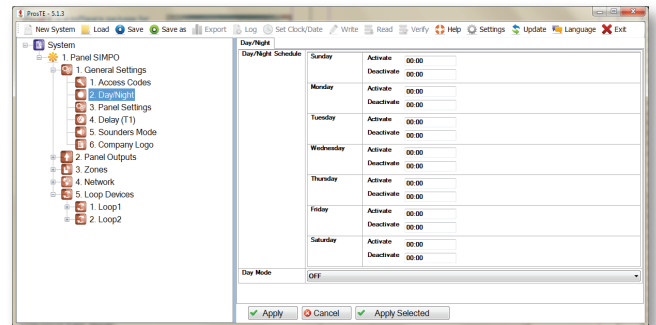 ProsTE - 5.1.3
New System Load Save Save as Export Log Set Clock/Date Write Read Verify Help Settings Update Language Exit
System
1. Panel SIMPO
1. General Settings
1. Access Codes
2. Day/Night
3. Panel Settings
4. Delay (T1)
5. Sounders Mode
6. Company Logo
2. Panel Outputs
3. Zones
4. Network
5. Loop Devices
1. Loop1
2. Loop2
Day/Night
Day/Night Schedule
Sunday Activate 00:00
Deactivate 00:00
Monday Activate 00:00
Deactivate 00:00
Tuesday Activate 00:00
Deactivate 00:00
Wednesday Activate 00:00
Deactivate 00:00
Thursday Activate 00:00
Deactivate 00:00
Friday Activate 00:00
Deactivate 00:00
Saturday Activate 00:00
Deactivate 00:00
Day Mode OFF
Apply Cancel Apply Selected